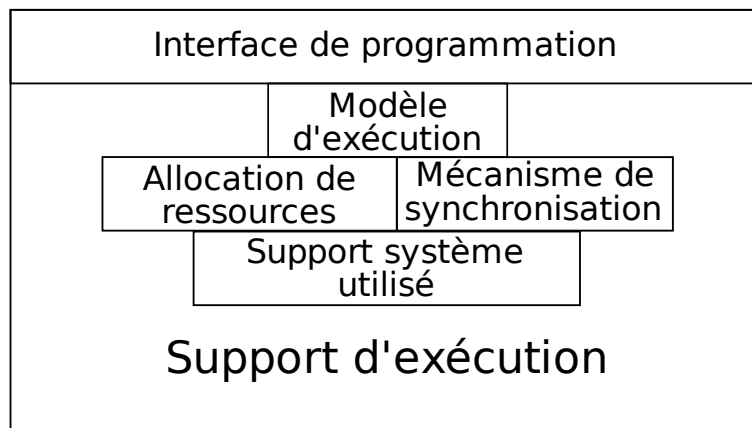 Interface de programmation
Modèle
d'exécution
Allocation de
ressources
Mécanisme de
synchronisation
Support système
utilisé
Support d'exécution